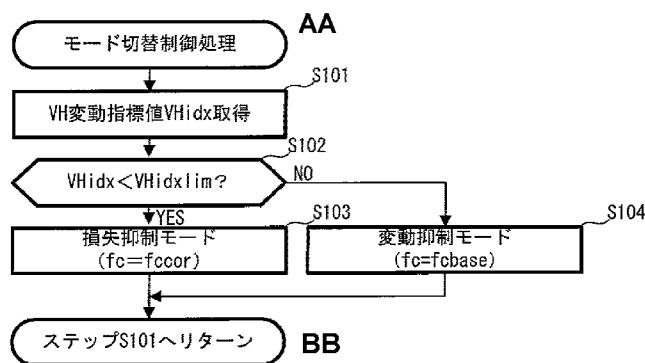 AA
モード切替制御処理
S101
VH変動指標値VHidx取得
S102
VHidx＜VHidxlim？
NO
YES
S103
損失抑制モード
(fc＝fccor)
S104
変動抑制モード
(fc=fcbase)
ステップS101へリターン
BB